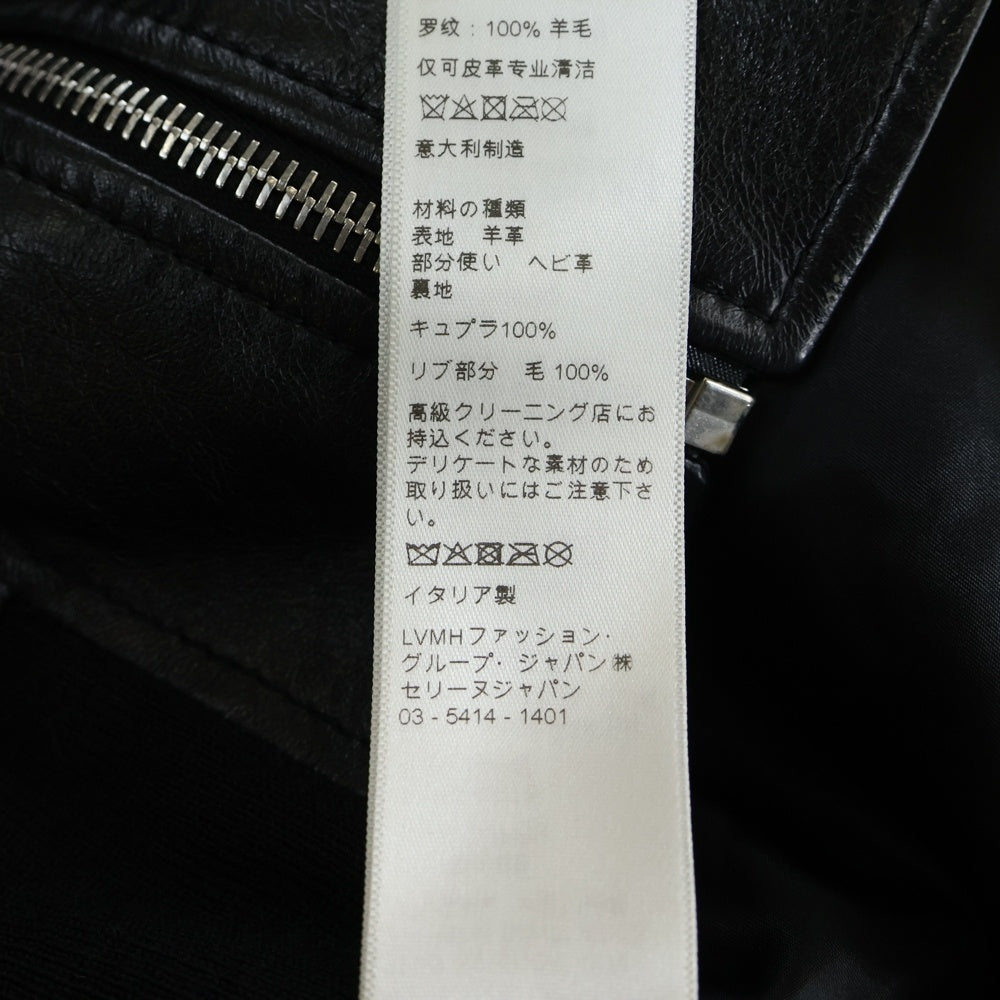 罗纹：100% 羊毛
仅可皮革专业清洁
意大利制造
材料の種類
表地　羊革
部分使い　ヘビ革
裏地
キュプラ100%
リブ部分　毛 100%
高級クリーニング店にお
持込ください。
デリケートな素材のため
取り扱いにはご注意下さ
い。
イタリア製
LVMHファッション·
グループ· ジャパン㈱
セリーヌジャパン
03 - 5414 - 1401